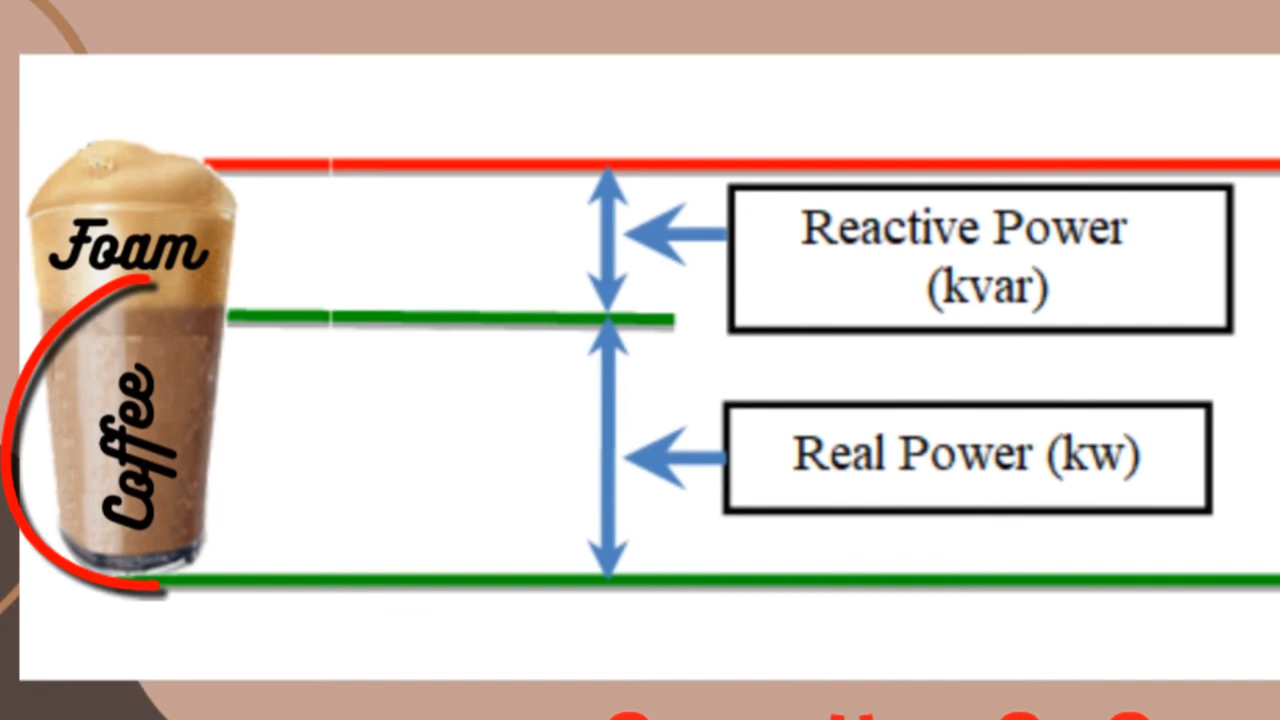 Foam
Coffee
Reactive Power
(kvar)
Real Power (kw)